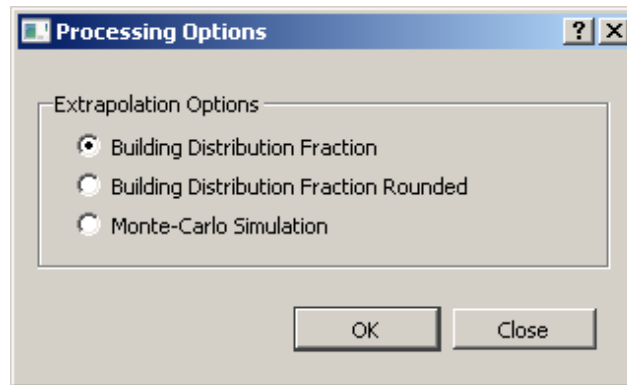 Processing Options ? X
Extrapolation Options
Building Distribution Fraction
Building Distribution Fraction Rounded
Monte-Carlo Simulation
OK Close